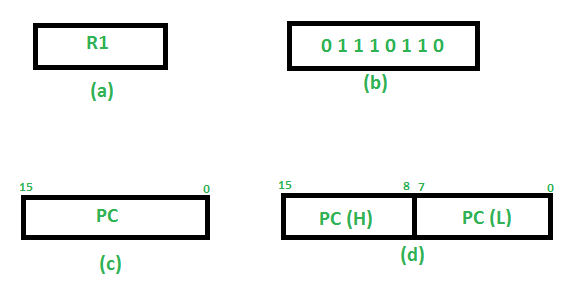 R1
0 1 1 1 0 1 1 0
(a)
(b)
15 0
PC
(c)
15 8 7 0
PC (H) PC (L)
(d)